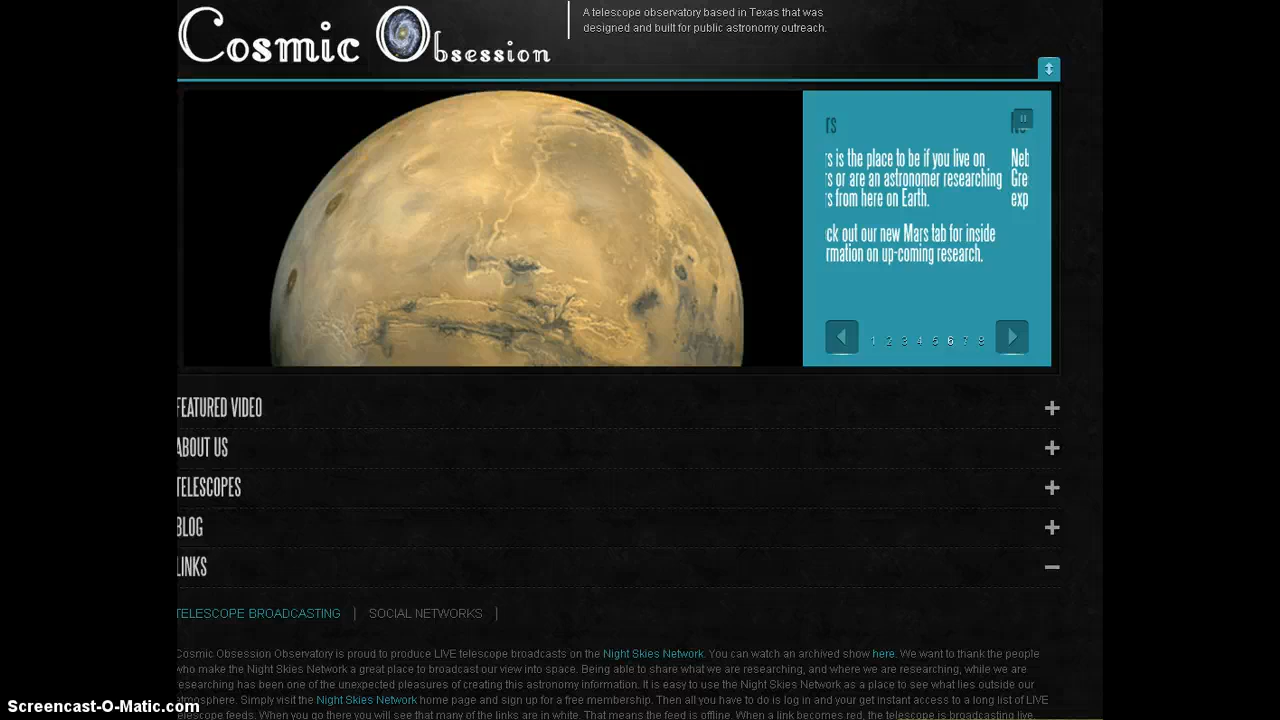 Cosmic Obsession
A telescope observatory based in Texas that was
designed and built for public astronomy outreach.
rs is the place to be if you live on
rs or are an astronomer researching
rs from here on Earth.
ck out our new Mars tab for inside
rmation on up-coming research.
Neb
Gre
exp
1 2 3 4 5 6 7 8
FEATURED VIDEO
ABOUT US
TELESCOPES
BLOG
LINKS
TELESCOPE BROADCASTING | SOCIAL NETWORKS |
Cosmic Obsession Observatory is proud to produce LIVE telescope broadcasts on the Night Skies Network. You can watch an archived show here. We want to thank the people
who make the Night Skies Network a great place to broadcast our view into space. Being able to share what we are researching, and where we are researching, while we are
researching has been one of the unexpected pleasures of creating this astronomy information. It is easy to use the Night Skies Network as a place to see what lies outside our
atmosphere. Simply visit the Night Skies Network home page and sign up for a free membership. Then all you have to do is log in and your get instant access to a long list of LIVE
telescope feeds. When you go there you will see that many of the links are in white. That means the feed is offline. When a link becomes red, the telescope is broadcasting live.
Screencast-O-Matic.com